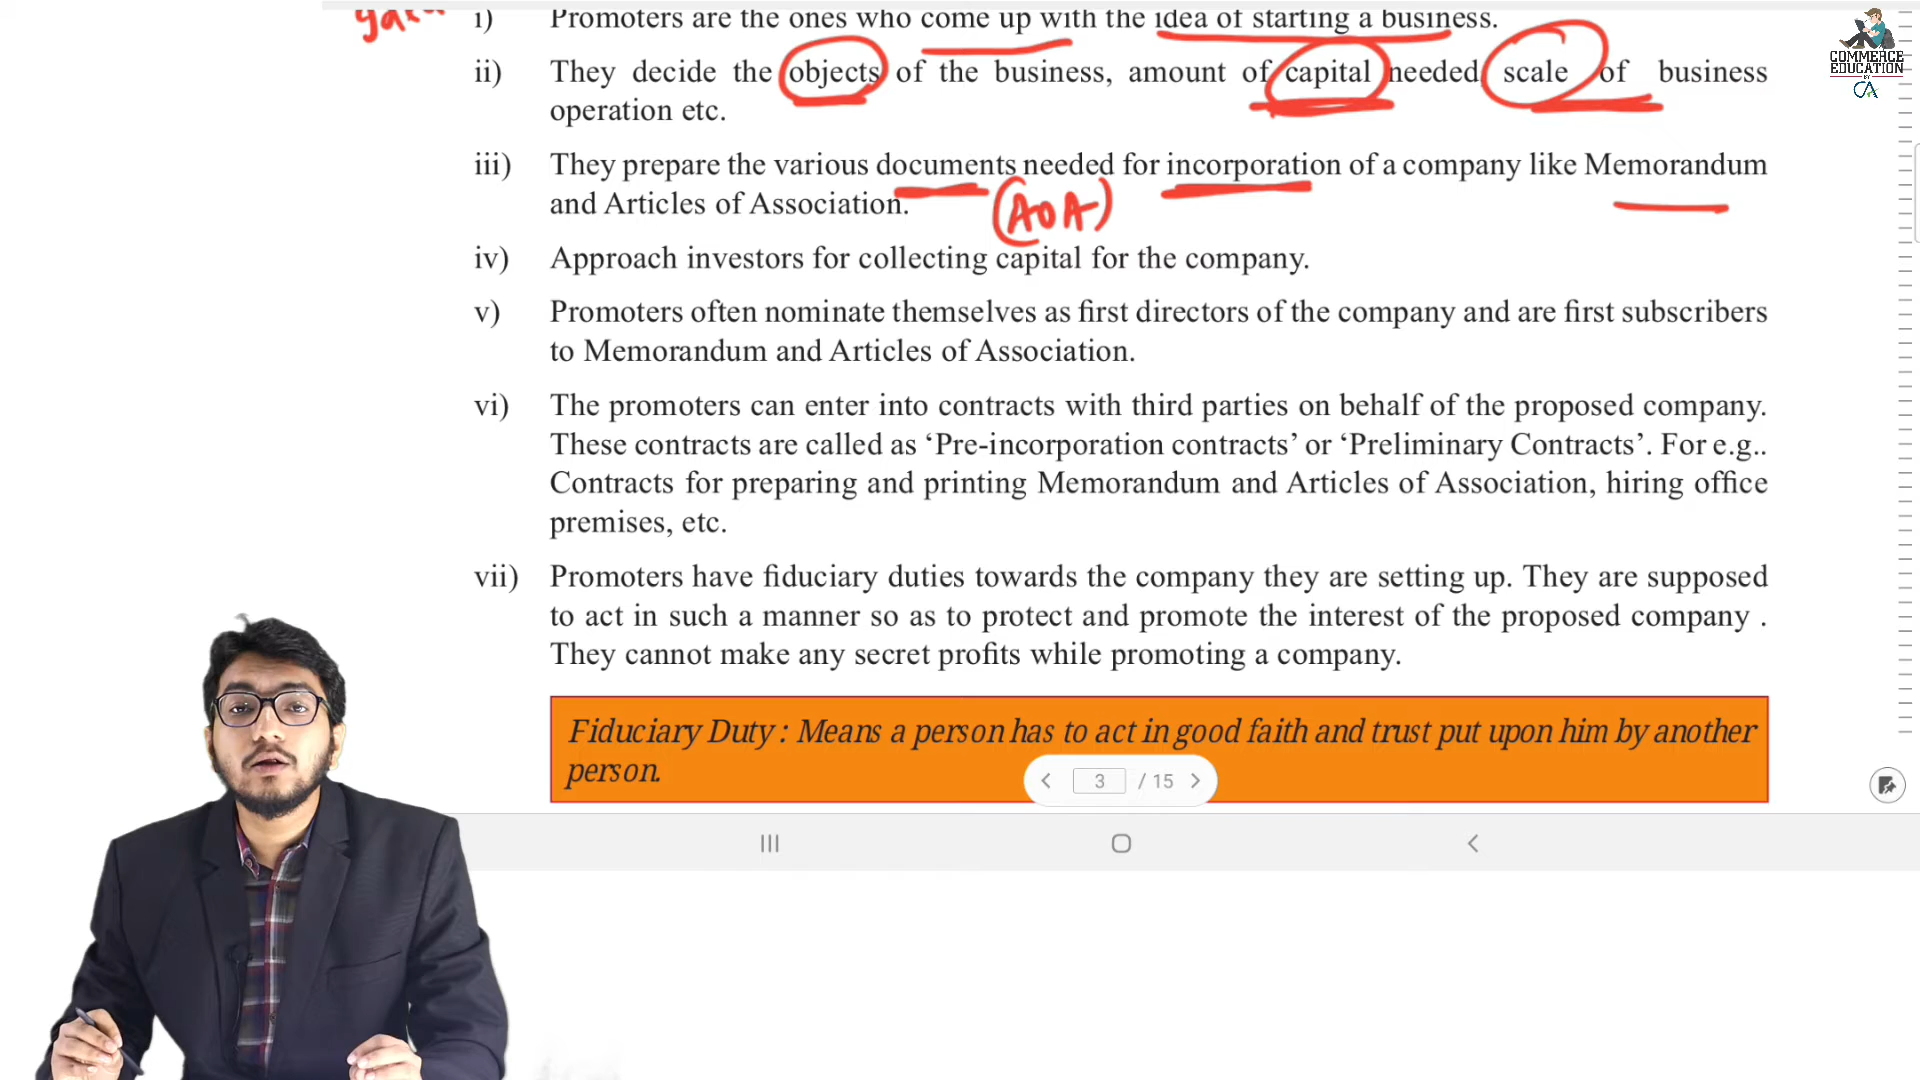 i) Promoters are the ones who come up with the idea of starting a business.
ii) They decide the objects of the business, amount of capital needed scale of business
operation etc.
iii) They prepare the various documents needed for incorporation of a company like Memorandum
and Articles of Association.
(AOA)
iv) Approach investors for collecting capital for the company.
v) Promoters often nominate themselves as first directors of the company and are first subscribers
to Memorandum and Articles of Association.
vi) The promoters can enter into contracts with third parties on behalf of the proposed company.
These contracts are called as ‘Pre-incorporation contracts’ or ‘Preliminary Contracts’. For e.g..
Contracts for preparing and printing Memorandum and Articles of Association, hiring office
premises, etc.
vii) Promoters have fiduciary duties towards the company they are setting up. They are supposed
to act in such a manner so as to protect and promote the interest of the proposed company .
They cannot make any secret profits while promoting a company.
Fiduciary Duty : Means a person has to act in good faith and trust put upon him by another
person.
3 / 15
COMMERCE
EDUCATION
BY
CA